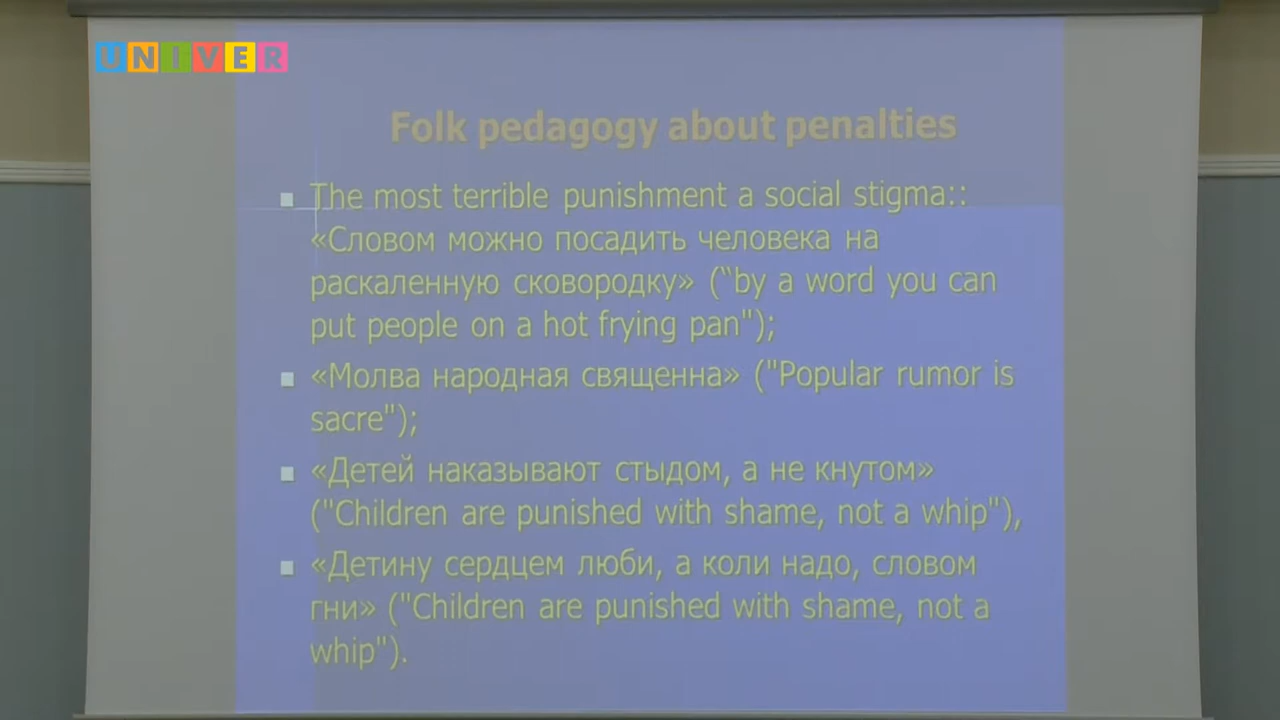 UNIVER
Folk pedagogy about penalties
▪ The most terrible punishment a social stigma::
«Словом можно посадить человека на
раскаленную сковородку» ("by a word you can
put people on a hot frying pan");
▪ «Молва народная священна» ("Popular rumor is
sacre");
▪ «Детей наказывают стыдом, а не кнутом»
("Children are punished with shame, not a whip"),
▪ «Детину сердцем люби, а коли надо, словом
гни» ("Children are punished with shame, not a
whip").